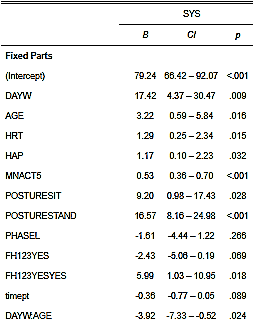 SYS
B CI p
Fixed Parts
(Intercept) 79.24 66.42 – 92.07 <.001
DAYW 17.42 4.37 – 30.47 .009
AGE 3.22 0.59 – 5.84 .016
HRT 1.29 0.25 – 2.34 .015
HAP 1.17 0.10 – 2.23 .032
MNACT5 0.53 0.36 – 0.70 <.001
POSTURESIT 9.20 0.98 – 17.43 .028
POSTURESTAND 16.57 8.16 – 24.98 <.001
PHASEL -1.61 -4.44 – 1.22 .266
FH123YES -2.43 -5.06 – 0.19 .069
FH123YESYES 5.99 1.03 – 10.95 .018
timept -0.36 -0.77 – 0.05 .089
DAYW:AGE -3.92 -7.33 – -0.52 .024